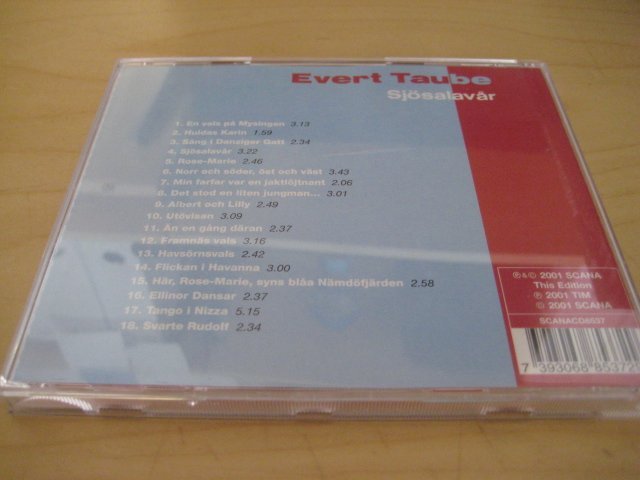 Evert Taube
Sjösalavår
1. En vals på Mysingen 3.13
2. Huldas Karin 1.59
3. Sång i Danziger Gatt 2.34
4. Sjösalavår 3.22
5. Rose-Marie 2.46
6. Norr och söder, öst och väst 3.43
7. Min farfar var en jaktlöjtnant 2.06
8. Det stod en liten jungman... 3.01
9. Albert och Lilly 2.49
10. Utövisan 3.09
11. Än en gång däran 2.37
12. Framnäs vals 3.16
13. Havsörnsvals 2.42
14. Flickan i Havanna 3.00
15. Här, Rose-Marie, syns blåa Nämdöfjärden 2.58
16. Ellinor Dansar 2.37
17. Tango i Nizza 5.15
18. Svarte Rudolf 2.34
℗ & © 2001 SCANA
This Edition
℗ 2001 TIM
© 2001 SCANA
SCANACD8537
7 393068 85372